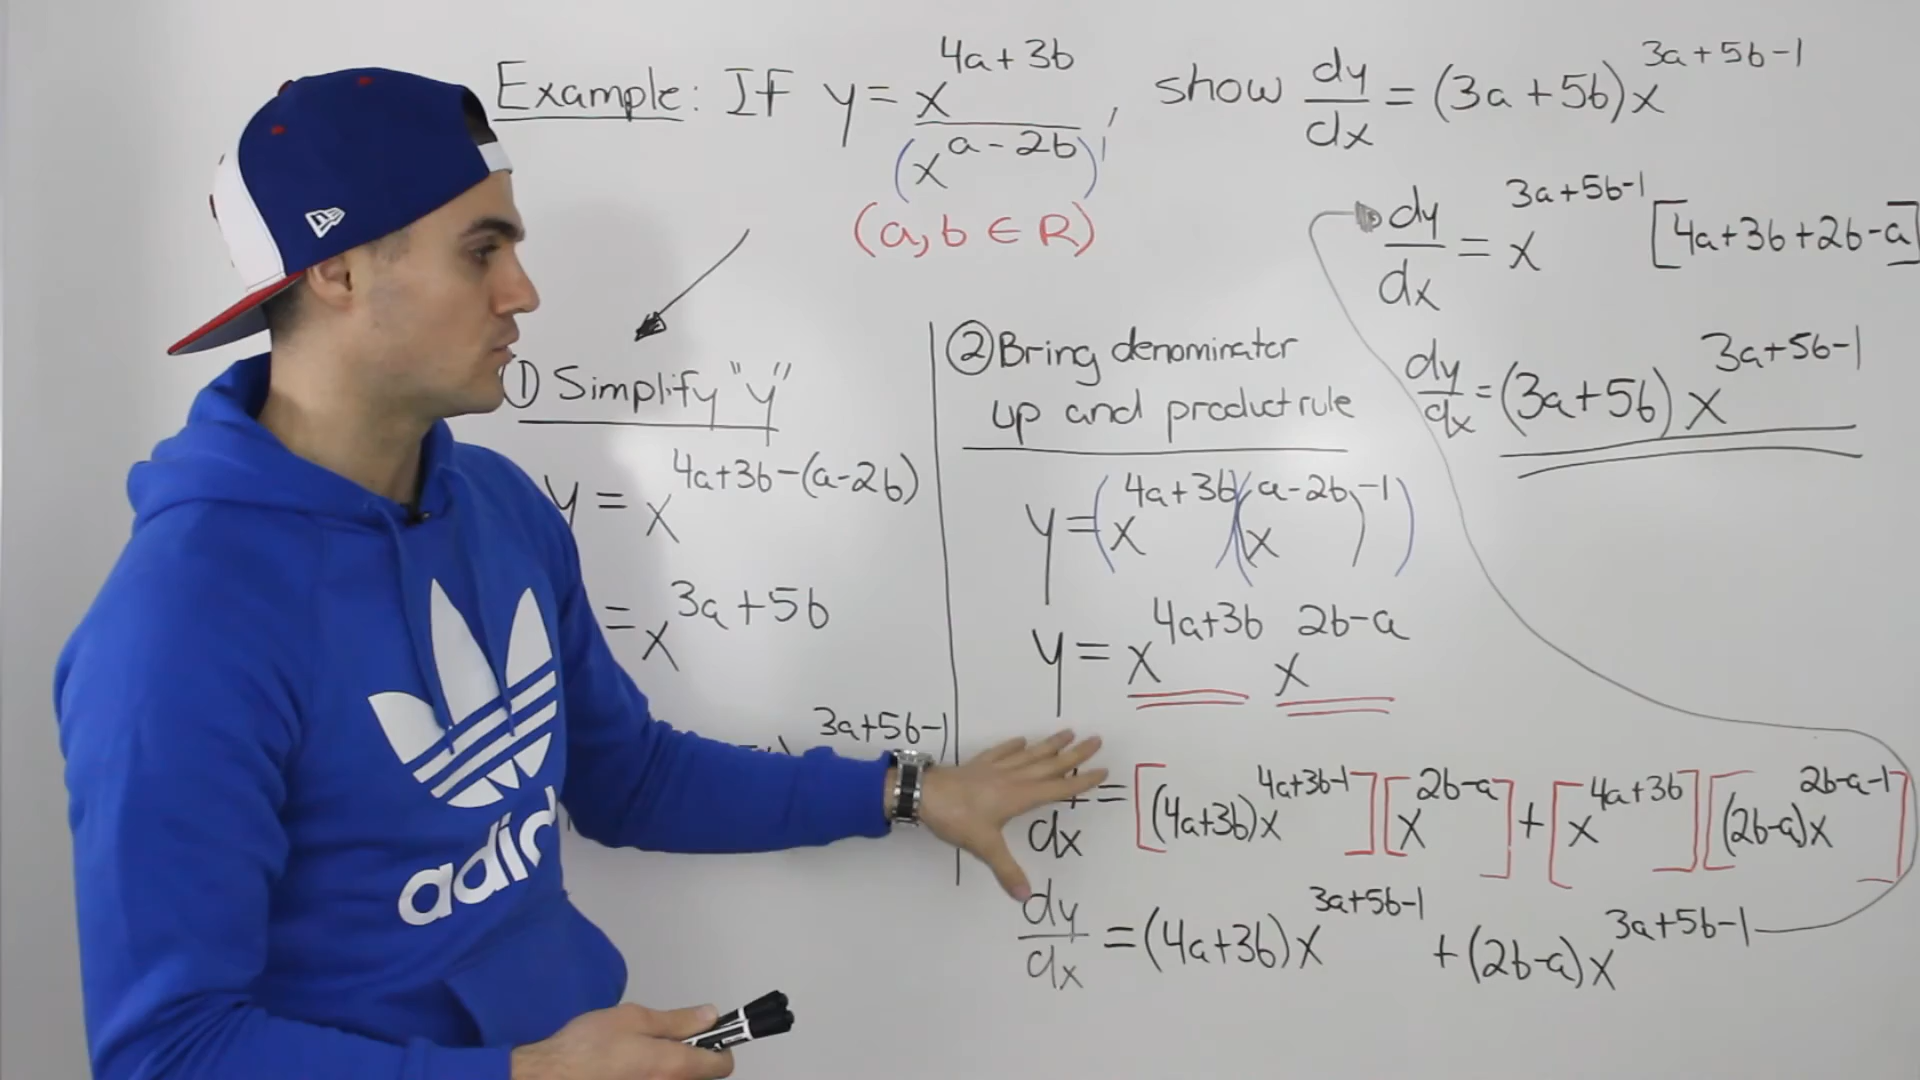 Example: If y = x^(4a+3b) / (x^(a-2b))^1, show dy/dx = (3a+5b)x^(3a+5b-1)
(a, b ∈ R)
① Simplify "y"
y = x^(4a+3b-(a-2b))
= x^(3a+5b)
3a+5b-1
② Bring denominator
up and product rule
y = (x^(4a+3b))(x^(a-2b))^-1)
y = x^(4a+3b) x^(2b-a)
dx = [(4a+3b)x^(4a+3b-1)][x^(2b-a)] + [x^(4a+3b)][(2b-a)x^(2b-a-1)]
dy/dx = (4a+3b)x^(3a+5b-1) + (2b-a)x^(3a+5b-1)
dy/dx = x^(3a+5b-1) [4a+3b+2b-a]
dy/dx = (3a+5b)x^(3a+5b-1)
adid